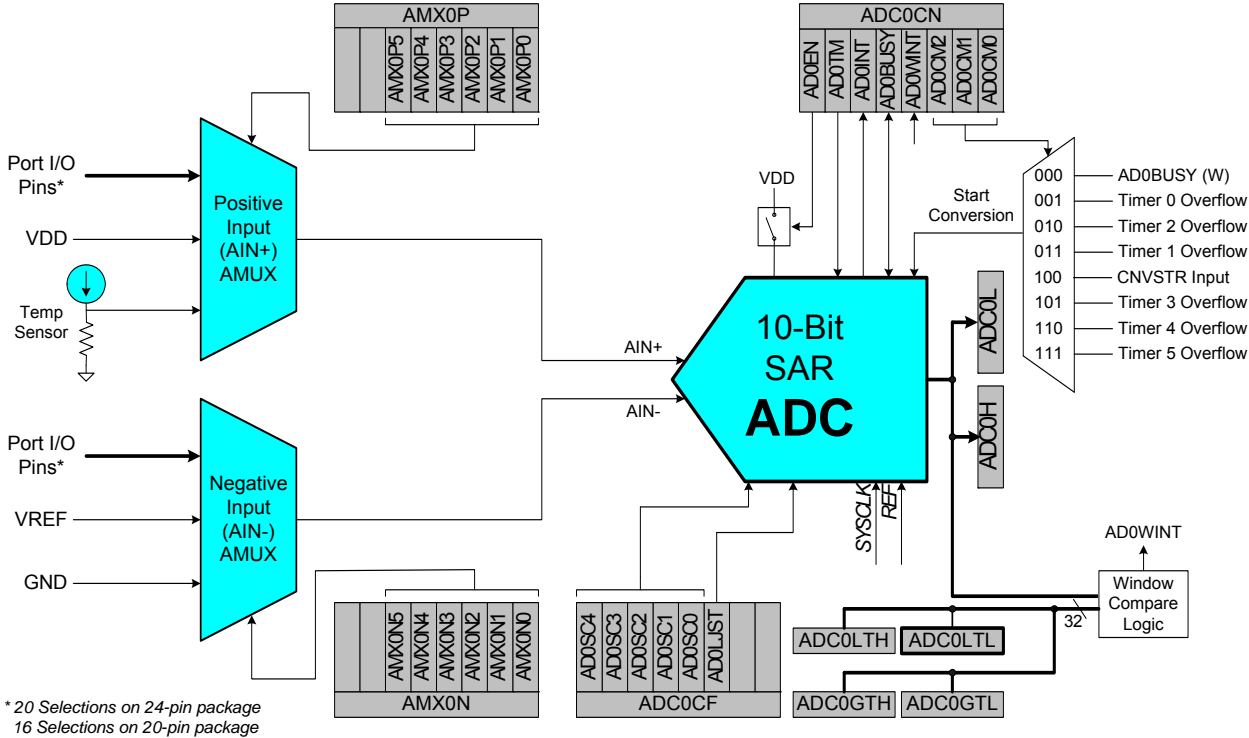 AMX0P
AMX0P5
AMX0P4
AMX0P3
AMX0P2
AMX0P1
AMX0P0
ADC0CN
AD0EN
AD0TM
AD0INT
AD0BUSY
AD0WINT
AD0CM2
AD0CM1
AD0CM0
Port I/O
Pins*
VDD
Temp
Sensor
Positive
Input
(AIN+)
AMUX
VDD
Start
Conversion
000
001
010
011
100
101
110
111
AD0BUSY (W)
Timer 0 Overflow
Timer 2 Overflow
Timer 1 Overflow
CNVSTR Input
Timer 3 Overflow
Timer 4 Overflow
Timer 5 Overflow
AIN+
AIN-
10-Bit
SAR
ADC
ADC0L
ADC0H
SYSCLK
REF
Port I/O
Pins*
VREF
GND
Negative
Input
(AIN-)
AMUX
AMX0N5
AMX0N4
AMX0N3
AMX0N2
AMX0N1
AMX0N0
AMX0N
AD0SC4
AD0SC3
AD0SC2
AD0SC1
AD0SC0
AD0LJST
ADC0CF
AD0WINT
Window
Compare
Logic
32
ADC0LTH
ADC0LTL
ADC0GTH
ADC0GTL
* 20 Selections on 24-pin package
16 Selections on 20-pin package